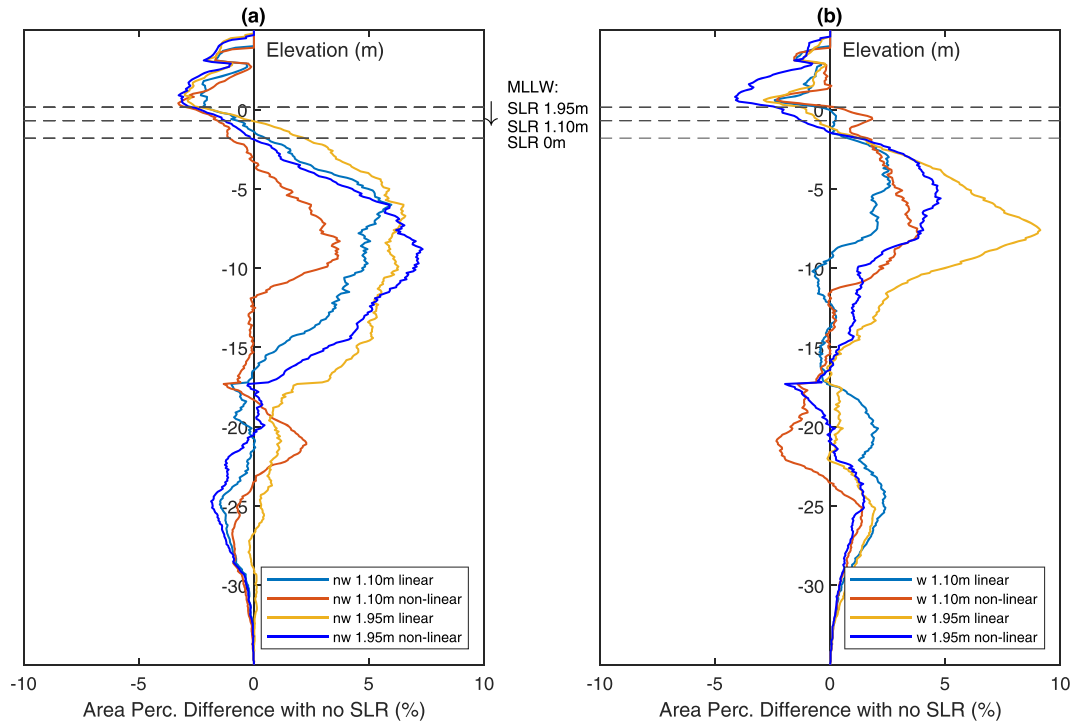 (a)
Elevation (m)
0
-5
-10
-15
-20
-25
-30
nw 1.10m linear
nw 1.10m non-linear
nw 1.95m linear
nw 1.95m non-linear
-10 -5 0 5 10
Area Perc. Difference with no SLR (%)
MLLW:
SLR 1.95m
SLR 1.10m
SLR 0m
(b)
Elevation (m)
0
-5
-10
-15
-20
-25
-30
w 1.10m linear
w 1.10m non-linear
w 1.95m linear
w 1.95m non-linear
-10 -5 0 5 10
Area Perc. Difference with no SLR (%)